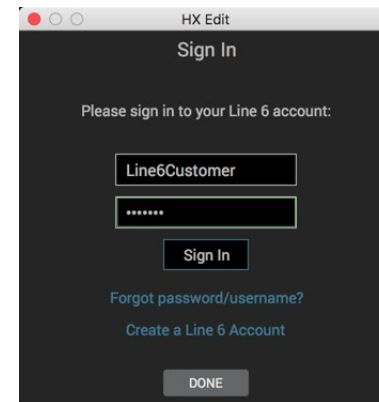 HX Edit
Sign In
Please sign in to your Line 6 account:
Line6Customer
•••••••
Sign In
Forgot password/username?
Create a Line 6 Account
DONE